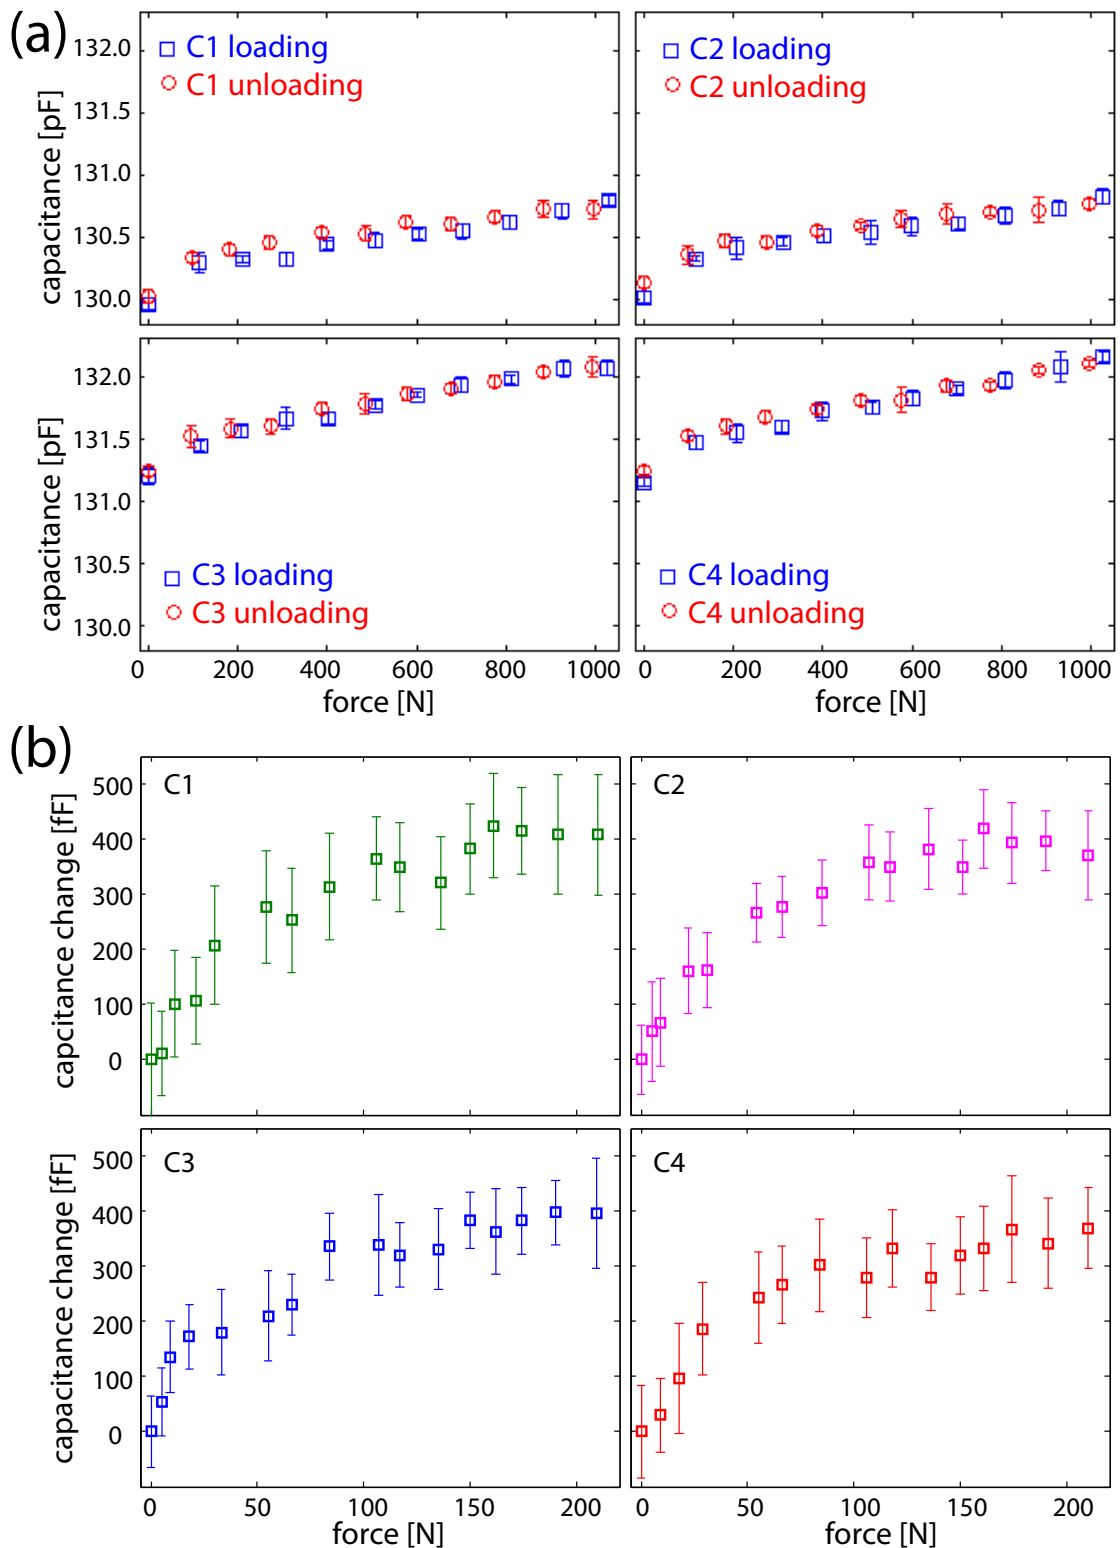 (a)
capacitance [pF]
132.0
131.5
131.0
130.5
130.0
C1 loading
C1 unloading
C2 loading
C2 unloading
capacitance [pF]
132.0
131.5
131.0
130.5
130.0
C3 loading
C3 unloading
C4 loading
C4 unloading
0 200 400 600 800 1000
0 200 400 600 800 1000
force [N]
force [N]
(b)
capcitance change [fF]
500
400
300
200
100
0
C1
C2
capacitance change [fF]
500
400
300
200
100
0
C3
C4
0 50 100 150 200
0 50 100 150 200
force [N]
force [N]